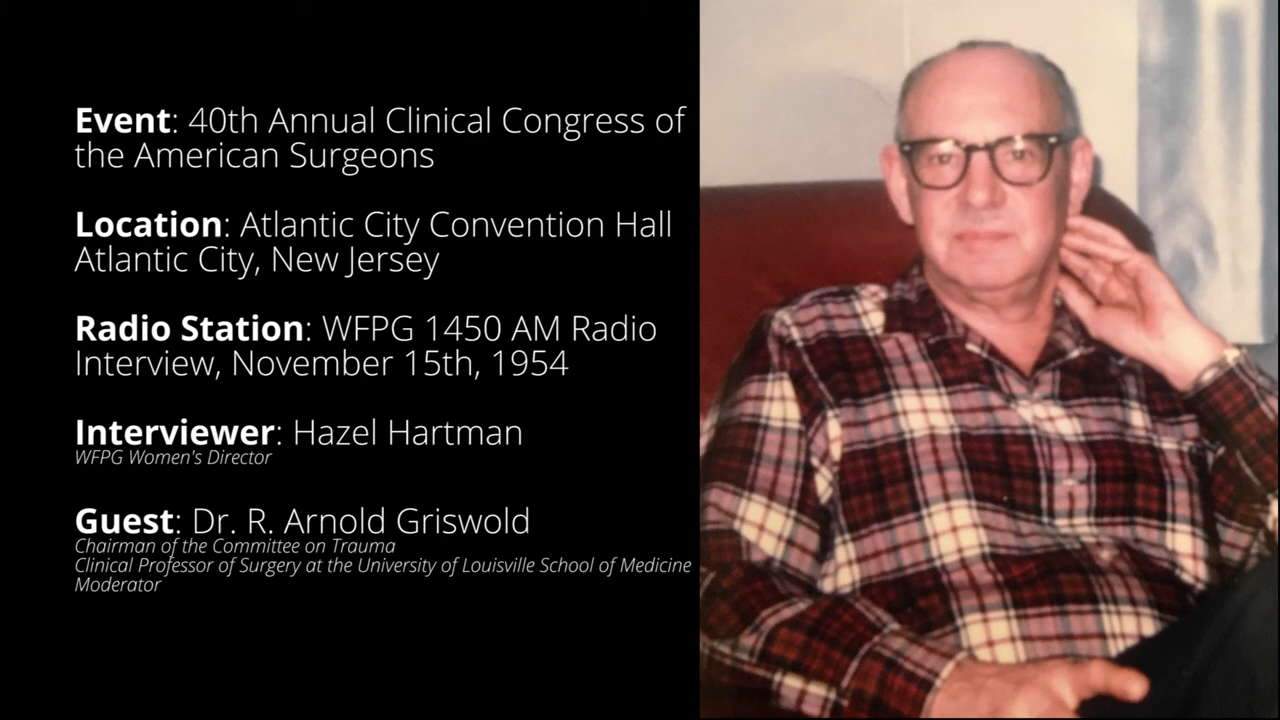 Event: 40th Annual Clinical Congress of
the American Surgeons
Location: Atlantic City Convention Hall
Atlantic City, New Jersey
Radio Station: WFPG 1450 AM Radio
Interview, November 15th, 1954
Interviewer: Hazel Hartman
WFPG Women's Director
Guest: Dr. R. Arnold Griswold
Chairman of the Committee on Trauma
Clinical Professor of Surgery at the University of Louisville School of Medicine
Moderator